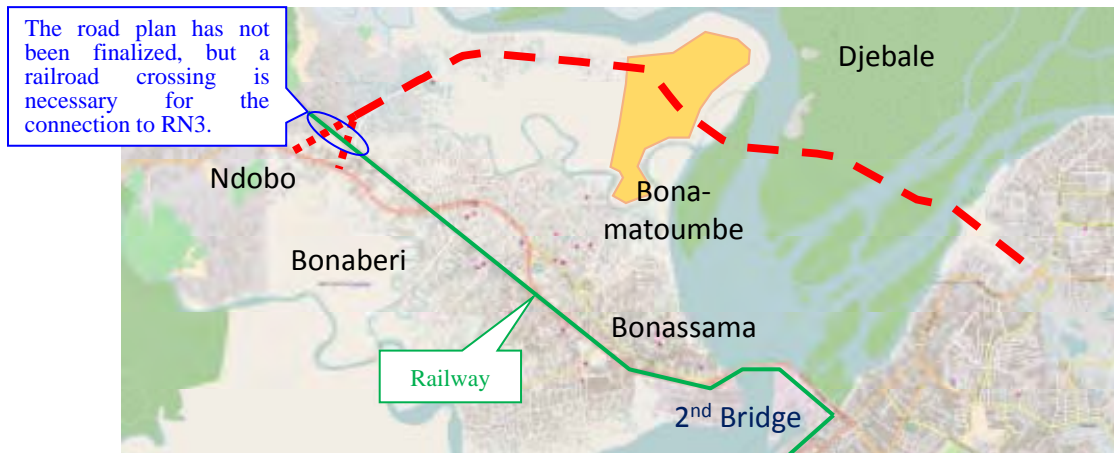 The road plan has not
been finalized, but a
railroad crossing is
necessary for the
connection to RN3.
Djebale
Ndobo
Bona-
matoumbe
Bonaberi
Bonassama
Railway
2nd Bridge